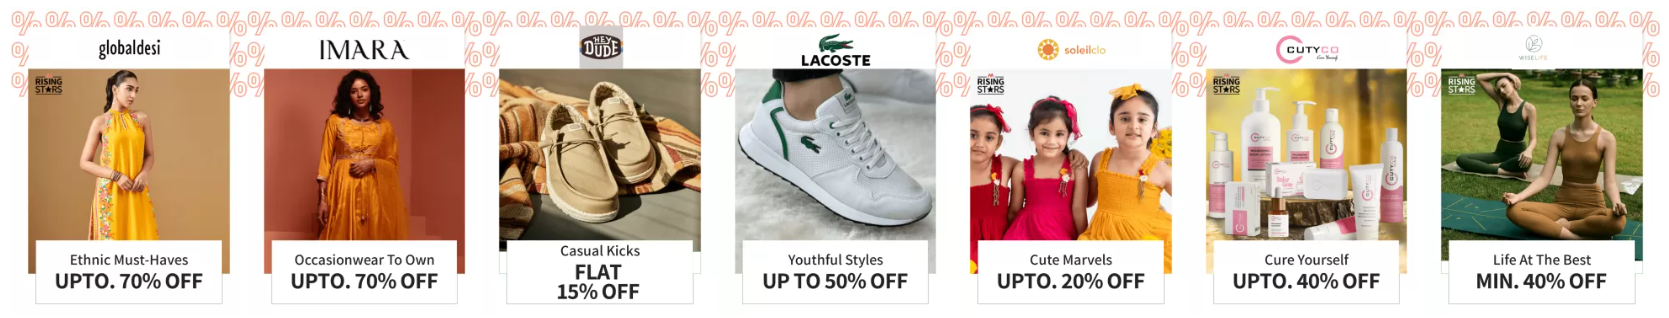 globaldesi
RISING
STARS
Ethnic Must-Haves
UPTO. 70% OFF
IMARA
Occasionwear To Own
UPTO. 70% OFF
HEY
DUDE
Casual Kicks
FLAT
15% OFF
LACOSTE
Youthful Styles
UP TO 50% OFF
soleilclo
RISING
STARS
Cute Marvels
UPTO. 20% OFF
CUTYCO
RISING
STARS
Cure Yourself
UPTO. 40% OFF
WISELIFE
RISING
STARS
Life At The Best
MIN. 40% OFF